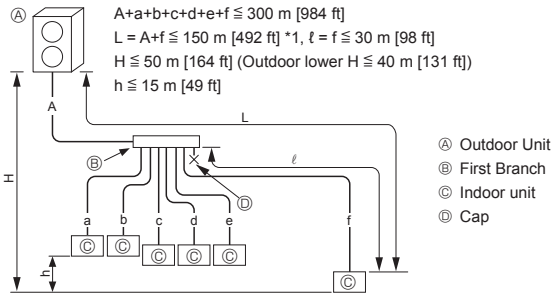 Ⓐ
A+a+b+c+d+e+f ≦ 300 m [984 ft]
L = A+f ≦ 150 m [492 ft] *1, ℓ = f ≦ 30 m [98 ft]
H ≦ 50 m [164 ft] (Outdoor lower H ≦ 40 m [131 ft])
h ≦ 15 m [49 ft]
A
L
H
Ⓑ
ℓ
Ⓓ
a
b
c
d
e
f
Ⓒ
Ⓒ
Ⓒ
Ⓒ
Ⓒ
h
Ⓒ
Ⓐ Outdoor Unit
Ⓑ First Branch
Ⓒ Indoor unit
Ⓓ Cap